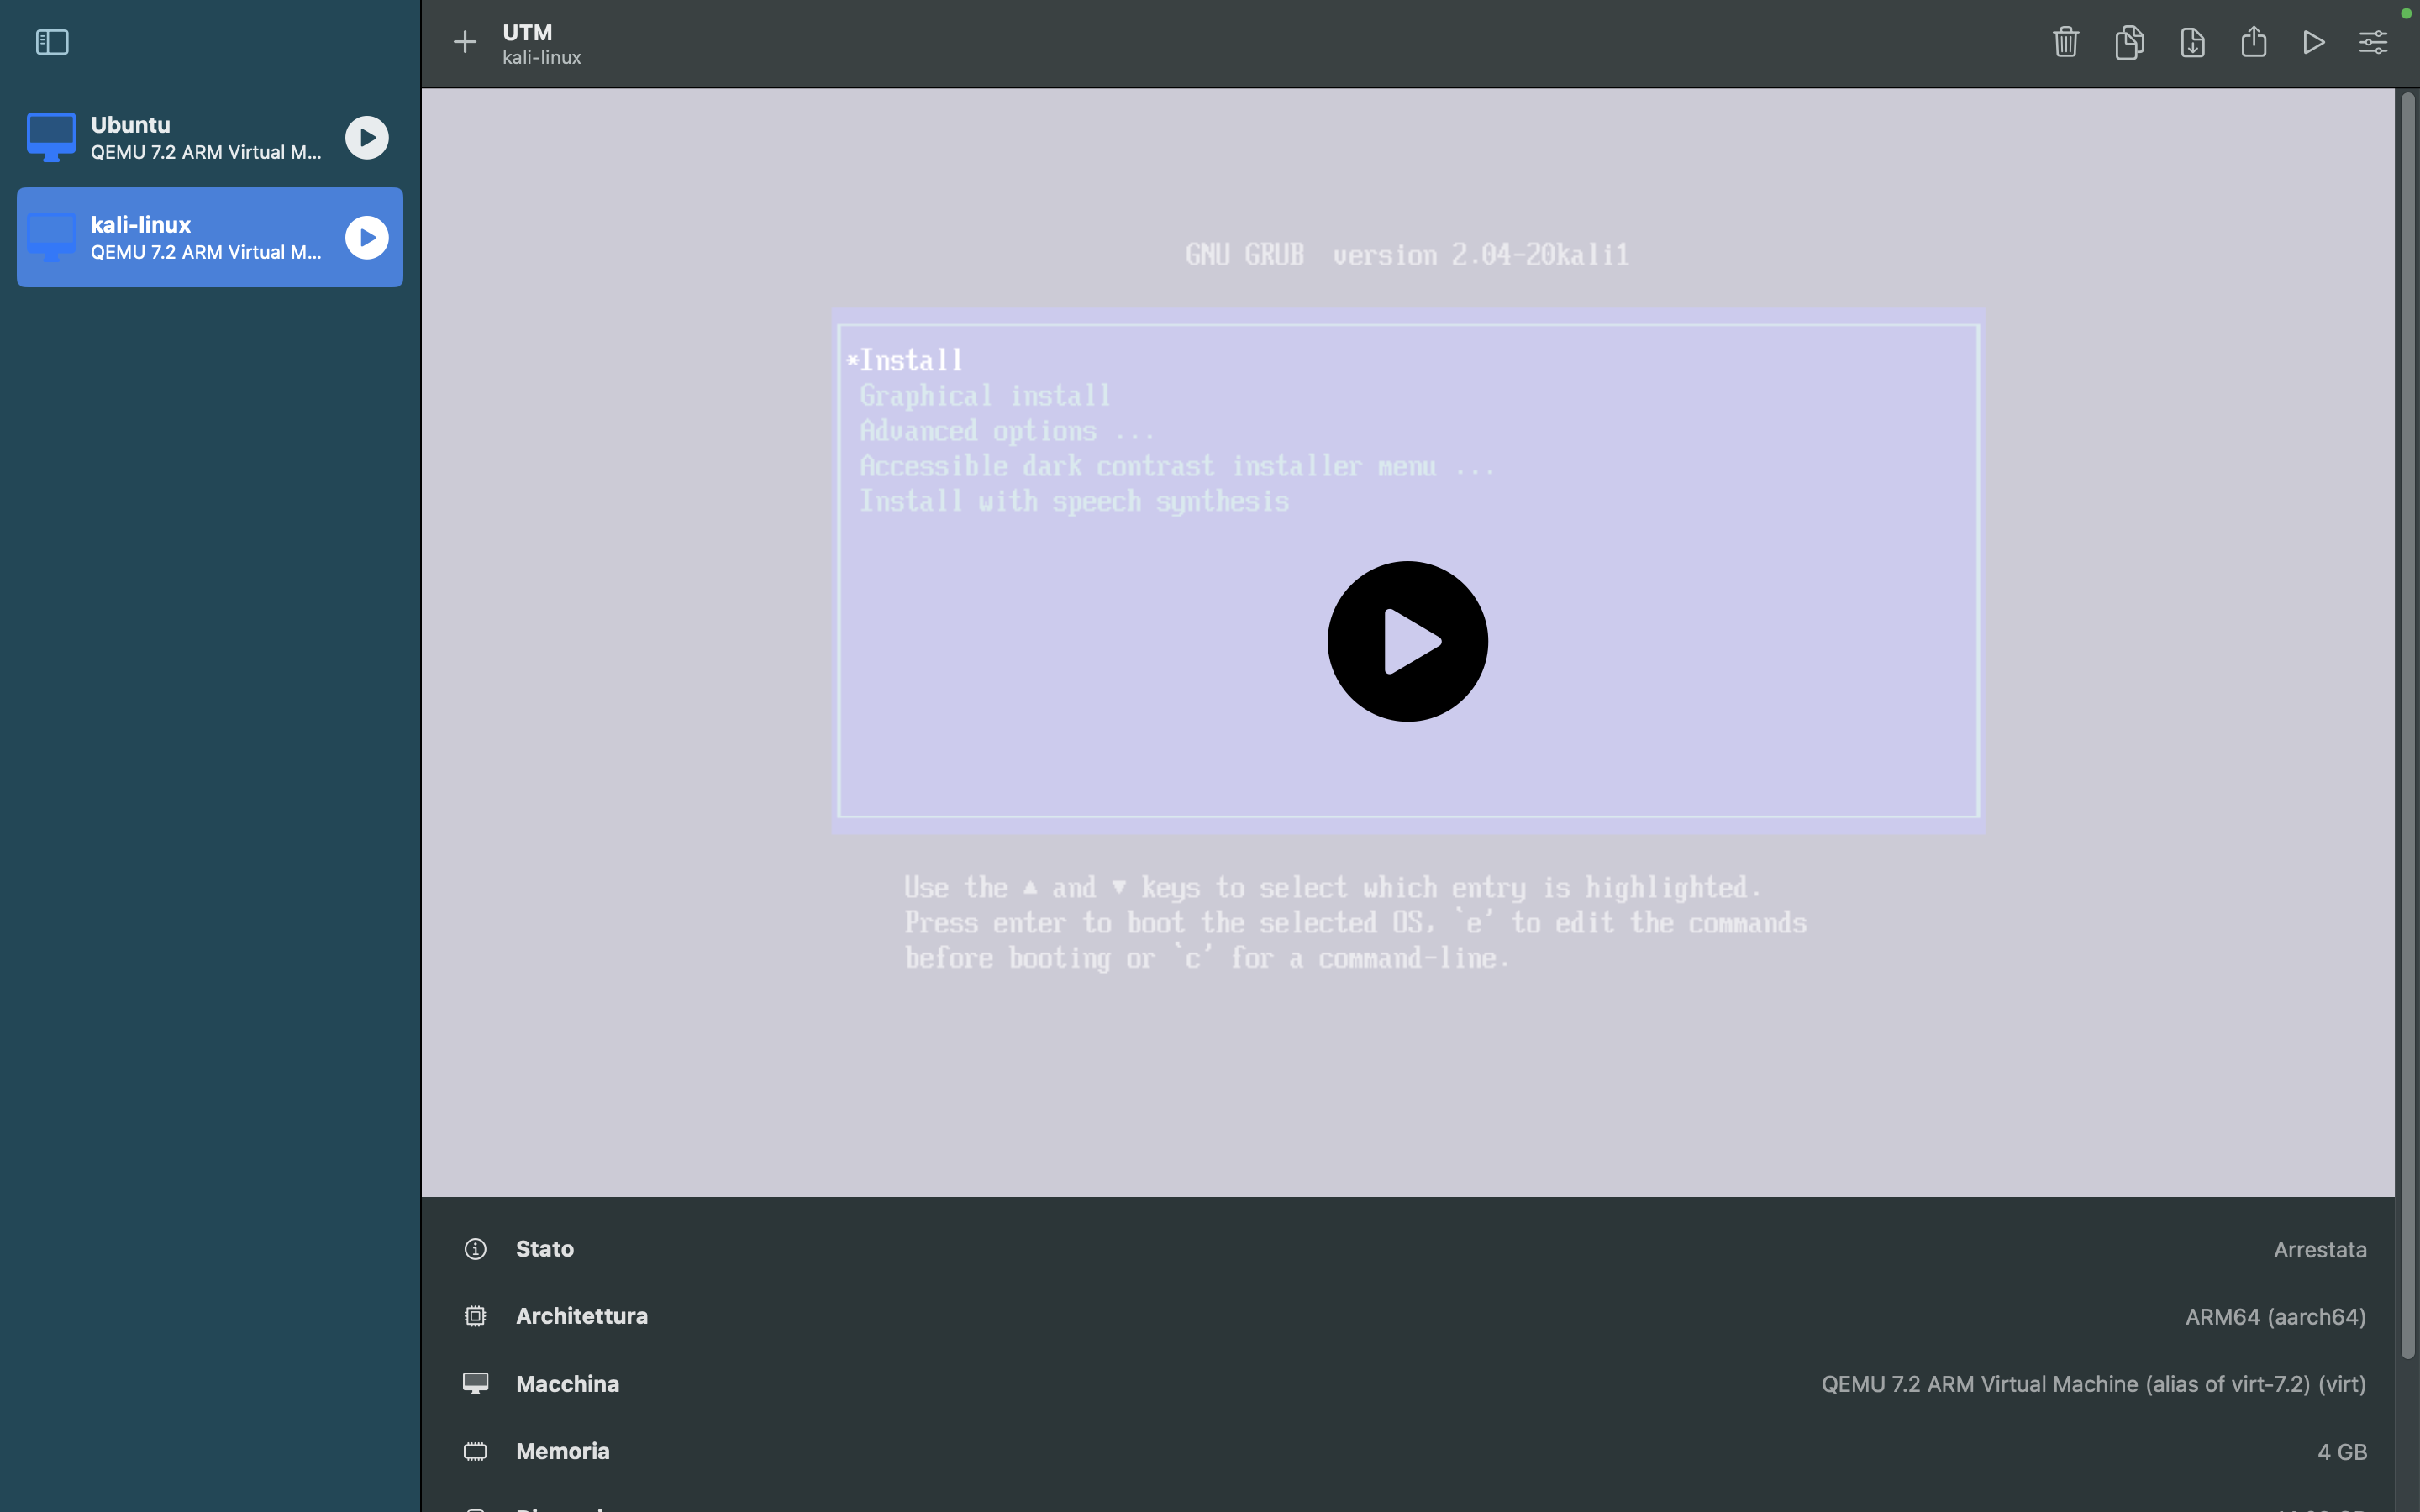 UTM
kali-linux
Ubuntu
QEMU 7.2 ARM Virtual M...
kali-linux
QEMU 7.2 ARM Virtual M...
GNU GRUB version 2.04-20kali1
*Install
Graphical install
Advanced options ...
Accessible dark contrast installer menu ...
Install with speech synthesis
Use the ▲ and ▼ keys to select which entry is highlighted.
Press enter to boot the selected OS, `e' to edit the commands
before booting or `c' for a command-line.
Stato Arrestata
Architettura ARM64 (aarch64)
Macchina QEMU 7.2 ARM Virtual Machine (alias of virt-7.2) (virt)
Memoria 4 GB